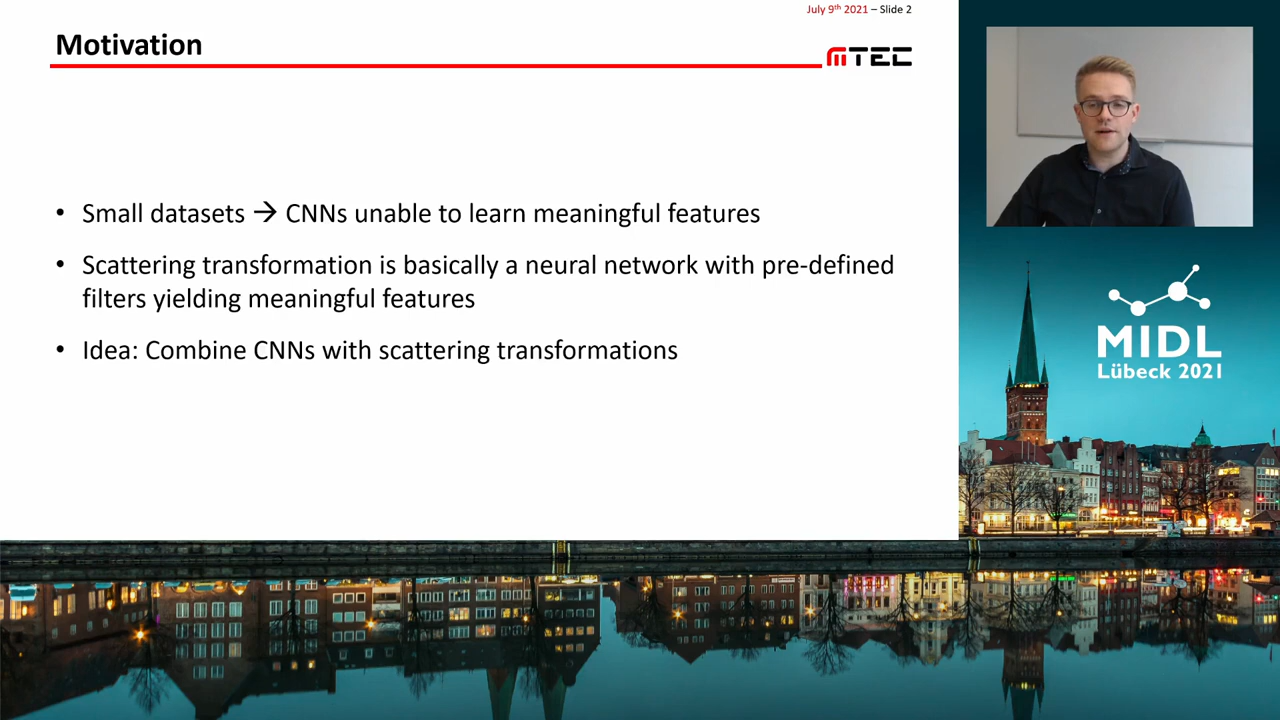 July 9th 2021 – Slide 2
Motivation
MTEC
• Small datasets → CNNs unable to learn meaningful features
• Scattering transformation is basically a neural network with pre-defined
filters yielding meaningful features
• Idea: Combine CNNs with scattering transformations
MIDL
Lübeck 2021